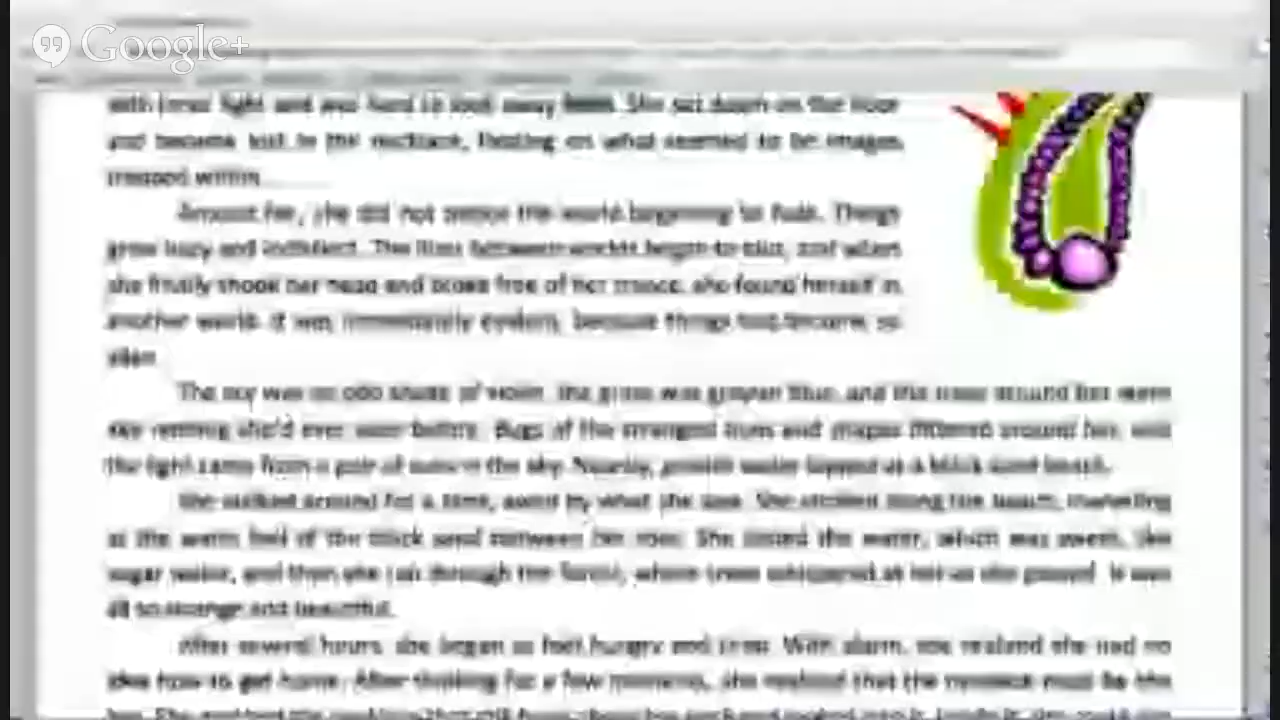 Google+
with inner light and was hard to look away from. She sat down on the floor
and became lost in the necklace, fixating on what seemed to be images
trapped within.
Around her, she did not notice the world beginning to fade. Things
grew hazy and indistinct. The lines between worlds began to blur, and when
she finally shook her head and broke free of her trance, she found herself in
another world. It was immediately evident, because things had become so
alien.
The sky was an odd shade of violet, the grass was grayish blue, and the trees around her were
like nothing she'd ever seen before. Bugs of the strangest sizes and shapes flittered around her, and
the light came from a pair of suns in the sky. Nearby, water lapped at a black sand beach.
She walked around for a time, awed by what she saw. She strolled along the beach, marveling
at the warm feel of the black sand between her toes. She tasted the water, which was sweet, like
sugar water, and then she ran through the forest, where trees whispered at her as she passed. It was
all so strange and beautiful.
After several hours, she began to feel hungry and tired. With alarm, she realized she had no
idea how to get home. After thinking for a few moments, she realized that the necklace must be the